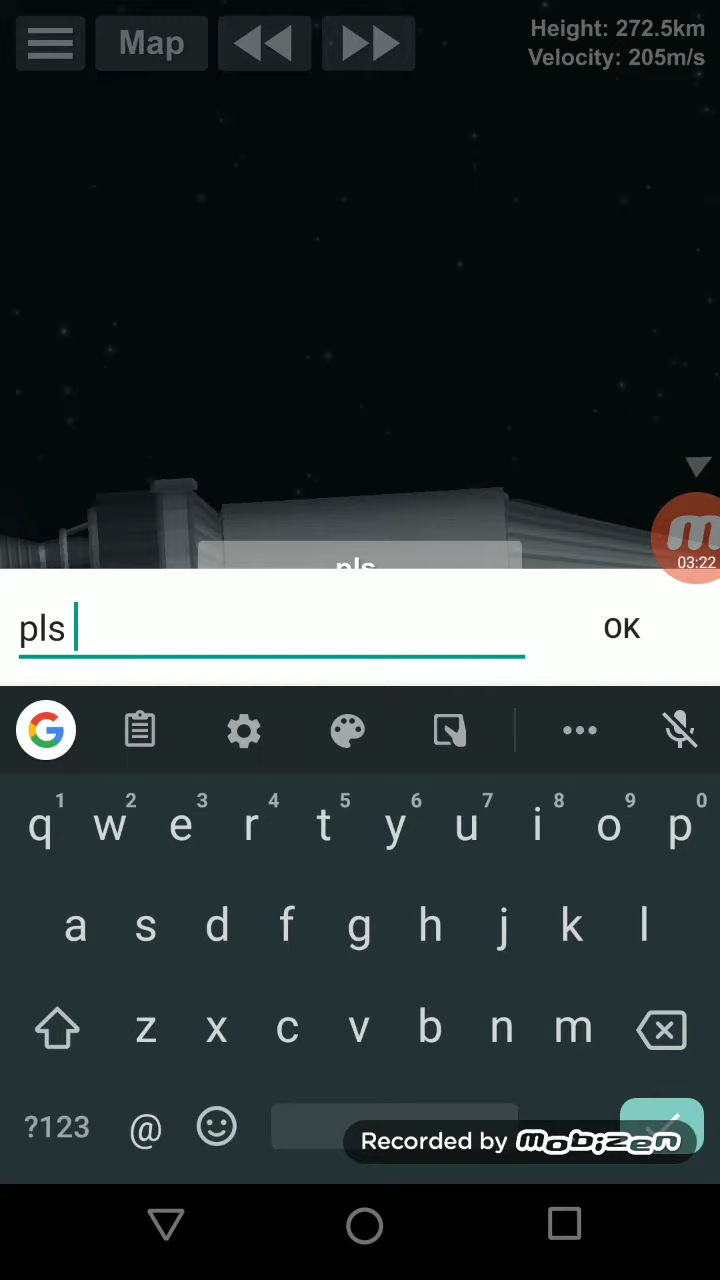 Map
Height: 272.5km
Velocity: 205m/s
03:22
pls
pls
OK
1 2 3 4 5 6 7 8 9 0
q w e r t y u i o p
a s d f g h j k l
z x c v b n m
?123 @
Recorded by mobizen